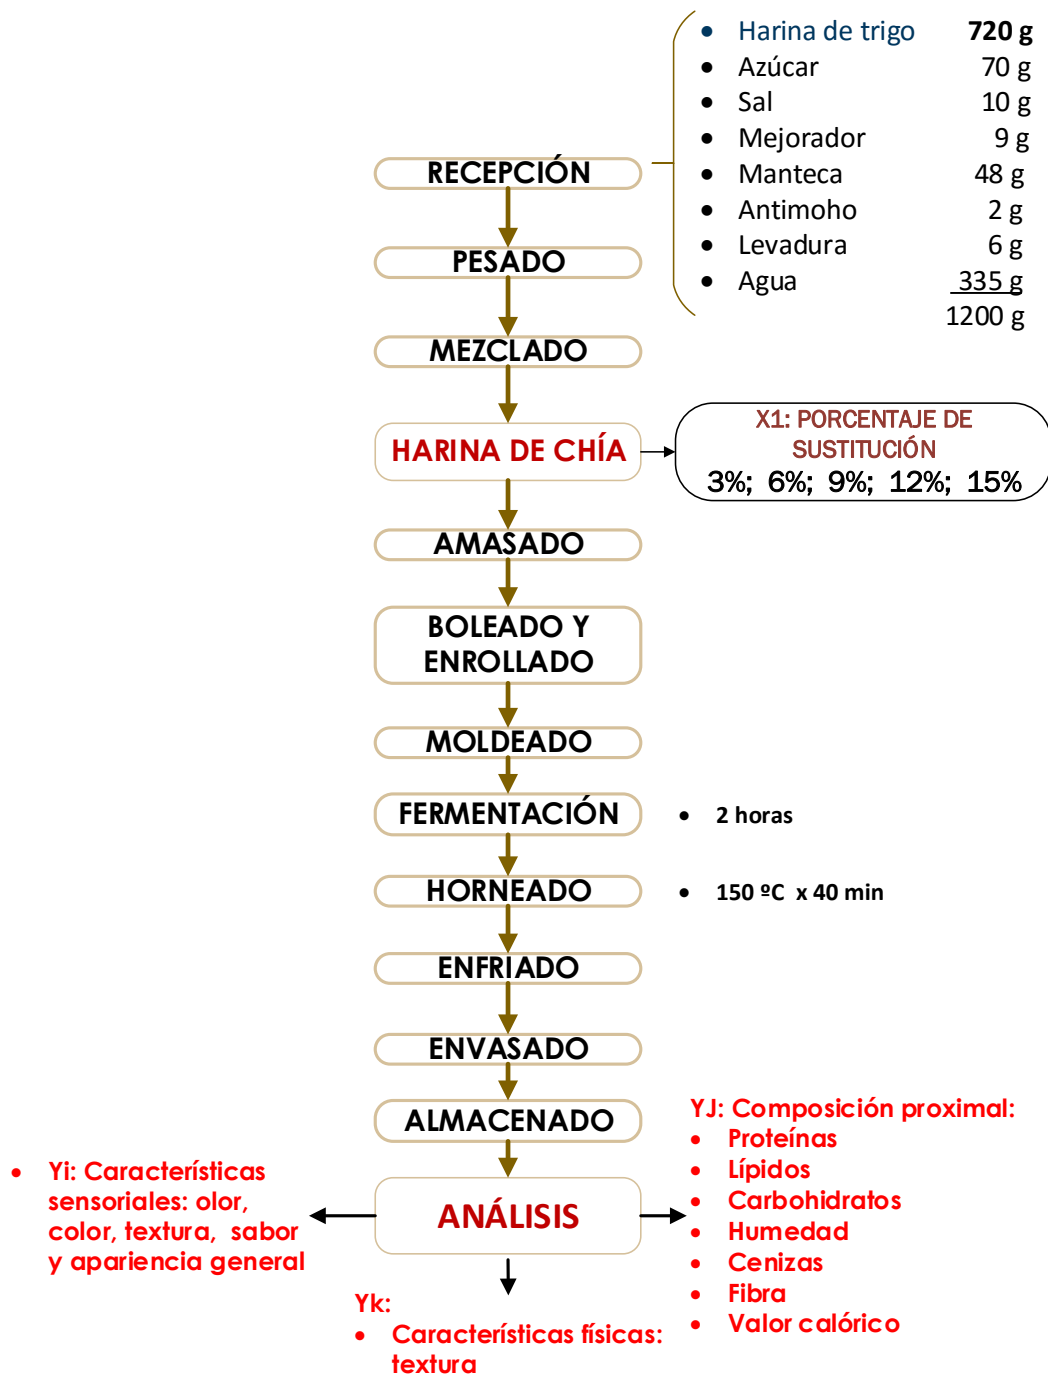 • Harina de trigo 720 g
• Azúcar 70 g
• Sal 10 g
• Mejorador 9 g
• Manteca 48 g
• Antimoho 2 g
• Levadura 6 g
• Agua 335 g
1200 g
RECEPCIÓN
PESADO
MEZCLADO
HARINA DE CHÍA
X1: PORCENTAJE DE
SUSTITUCIÓN
3%; 6%; 9%; 12%; 15%
AMASADO
BOLEADO Y
ENROLLADO
MOLDEADO
FERMENTACIÓN
• 2 horas
HORNEADO
• 150 ºC x 40 min
ENFRIADO
ENVASADO
ALMACENADO
ANÁLISIS
• Yi: Características
sensoriales: olor,
color, textura, sabor
y apariencia general
YJ: Composición proximal:
• Proteínas
• Lípidos
• Carbohidratos
• Humedad
• Cenizas
• Fibra
• Valor calórico
Yk:
• Características físicas:
textura